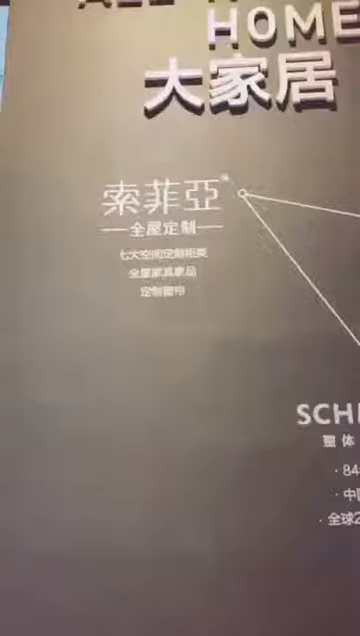 HOME
大家居
索菲亞
全屋定制
七大空间定制柜类
全屋家具家品
定制窗帘
SCH
整体
·84
·中
·全球2